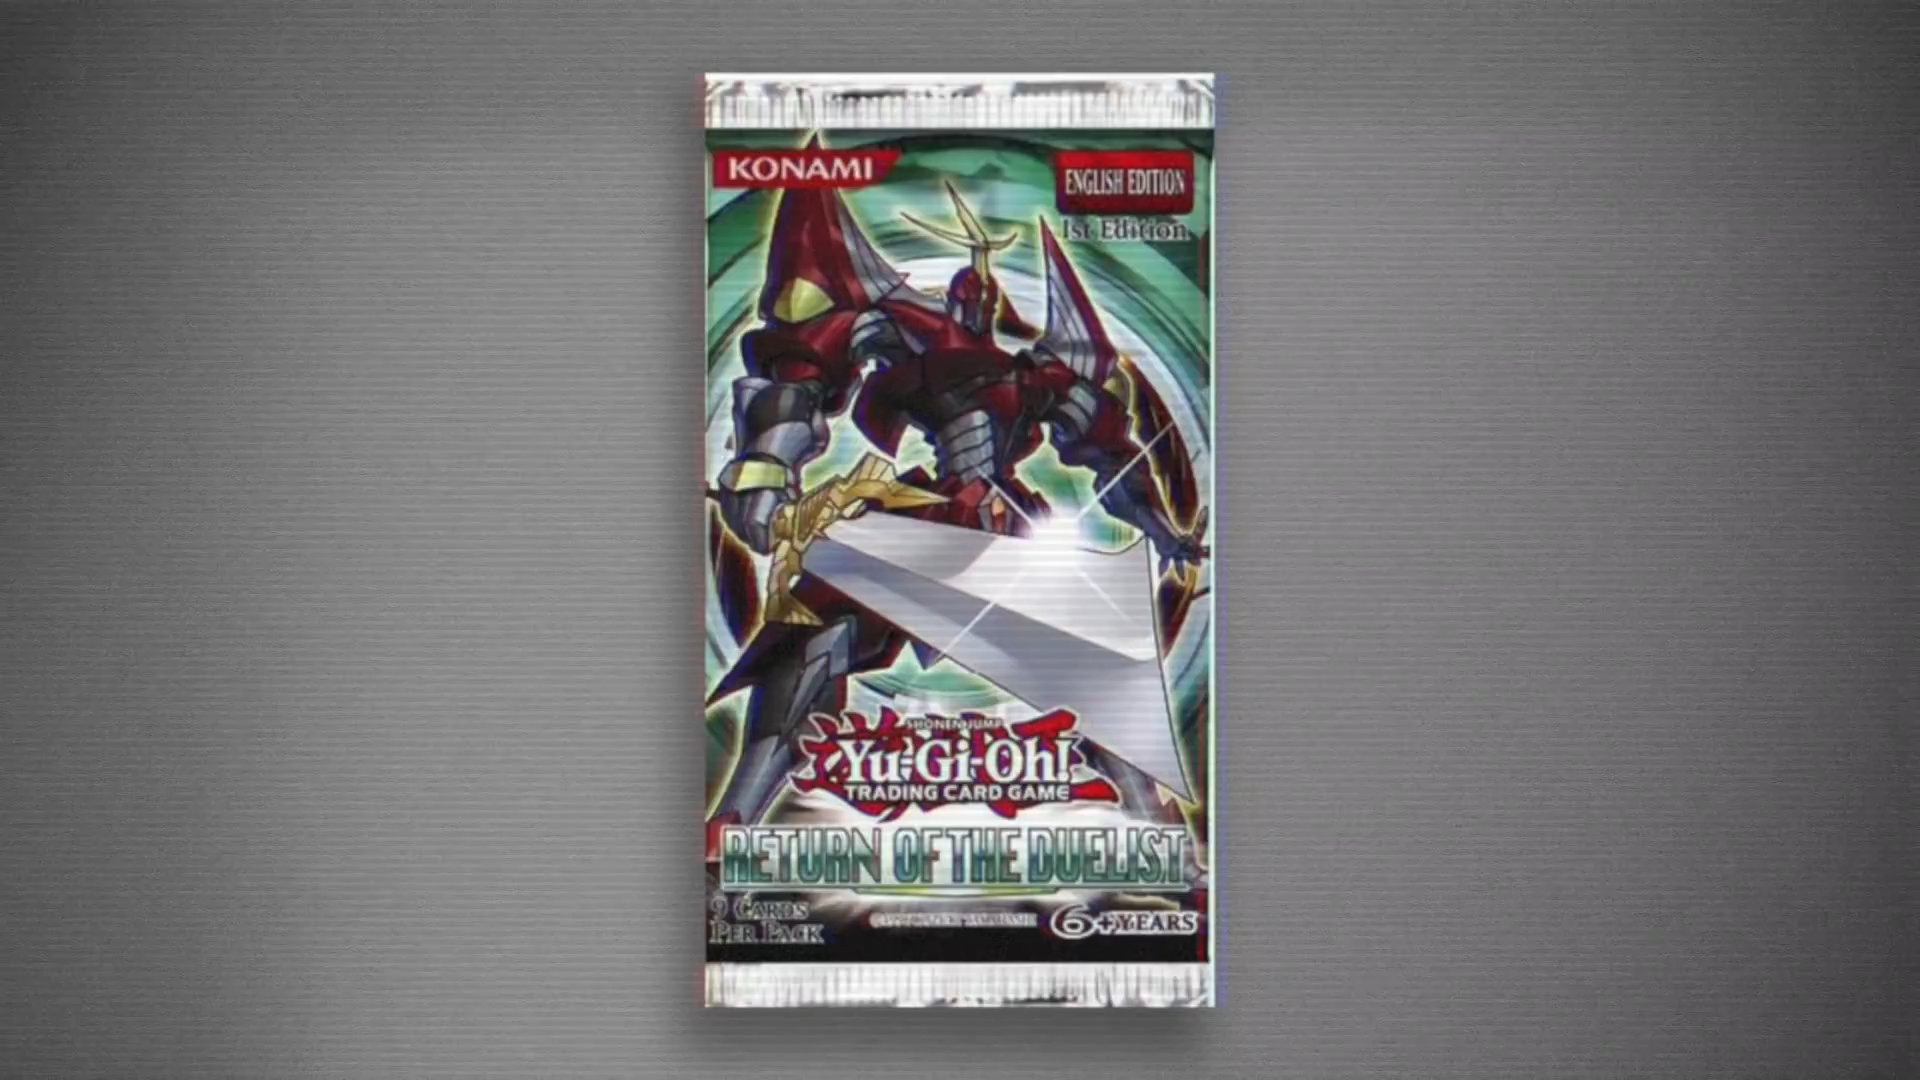 KONAMI
ENGLISH EDITION
1st Edition
SHONEN JUMP
Yu-Gi-Oh!
TRADING CARD GAME
RETURN OF THE DUELIST
9 CARDS
PER PACK
6+ YEARS